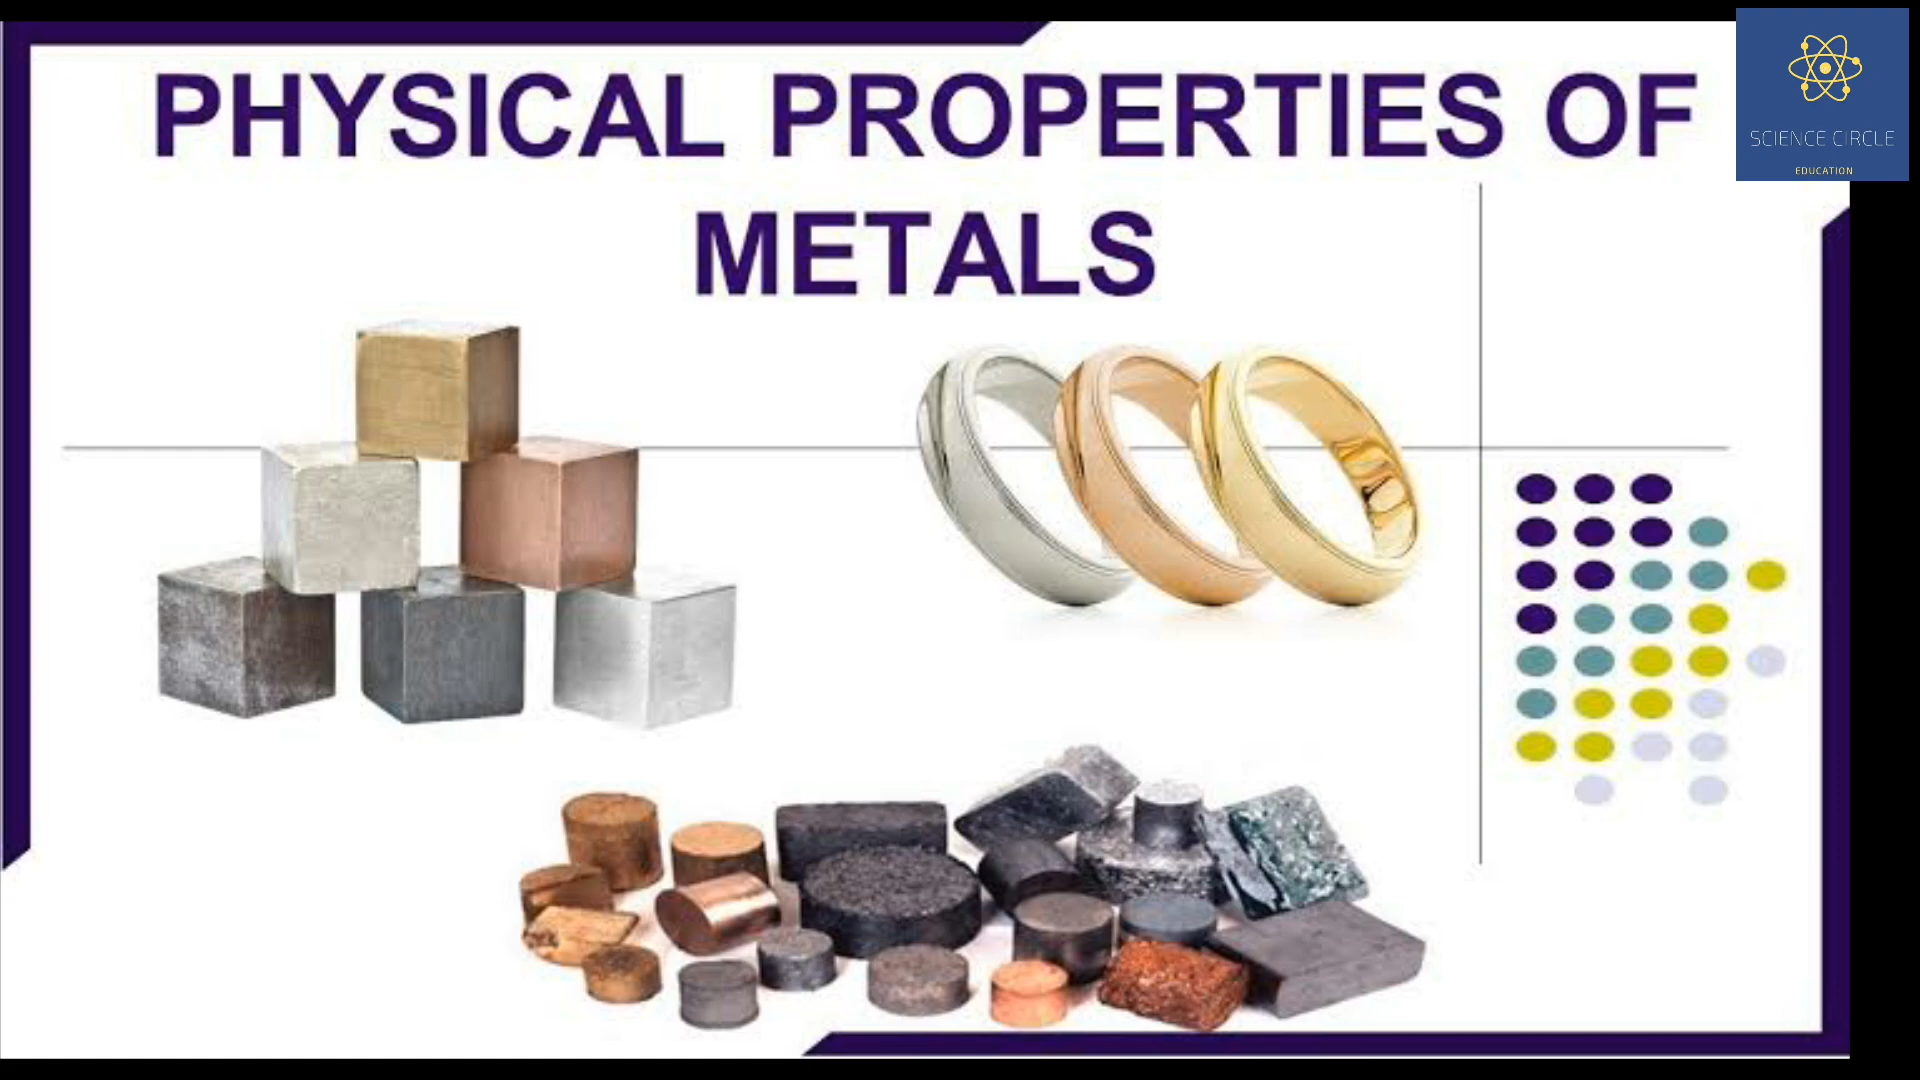 PHYSICAL PROPERTIES OF
METALS
SCIENCE CIRCLE
EDUCATION